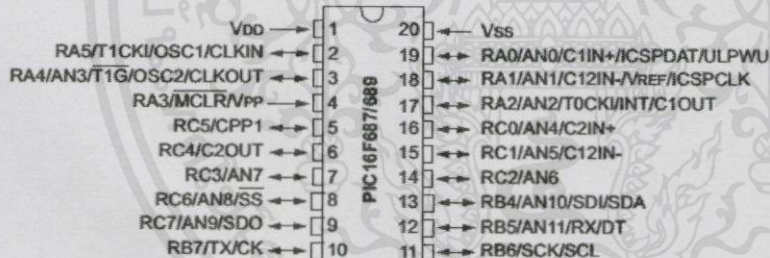 VDD 1 20 VSS
RA5/T1CKI/OSC1/CLKIN 2 19 RA0/AN0/C1IN+/ICSPDAT/ULPWU
RA4/AN3/T1G/OSC2/CLKOUT 3 18 RA1/AN1/C12IN-/VREF/ICSPCLK
RA3/MCLR/VPP 4 17 RA2/AN2/T0CKI/INT/C1OUT
RC5/CPP1 5 16 RC0/AN4/C2IN+
RC4/C2OUT 6 15 RC1/AN5/C12IN-
RC3/AN7 7 14 RC2/AN6
RC6/AN8/SS 8 13 RB4/AN10/SDI/SDA
RC7/AN9/SDO 9 12 RB5/AN11/RX/DT
RB7/TX/CK 10 11 RB6/SCK/SCL
PIC16F687/689